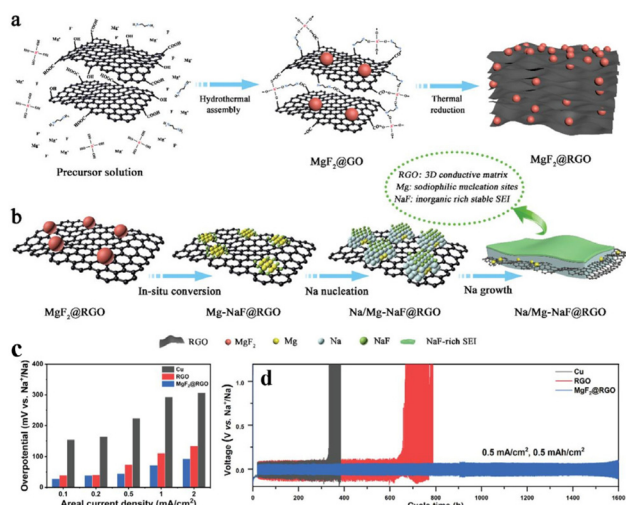 a
Hydrothermal
assembly
Thermal
reduction
Precursor solution
MgF₂@GO
MgF₂@RGO
RGO: 3D conductive matrix
Mg: sodiophilic nucleation sites
NaF: inorganic rich stable SEI
b
In-situ conversion
Na nucleation
Na growth
MgF₂@RGO
Mg-NaF@RGO
Na/Mg-NaF@RGO
Na/Mg-NaF@RGO
RGO MgF₂ Mg Na NaF NaF-rich SEI
c
Overpotential (mV vs. Na⁺/Na)
400
300
200
100
0
Cu
RGO
MgF₂@RGO
0.1 0.2 0.5 1 2
Areal current density (mA/cm²)
d
Voltage (V vs. Na⁺/Na)
1.0
0.5
0.0
Cu
RGO
MgF₂@RGO
0.5 mA/cm², 0.5 mAh/cm²
0 200 400 600 800 1000 1200 1400 1600
Cycle time (h)